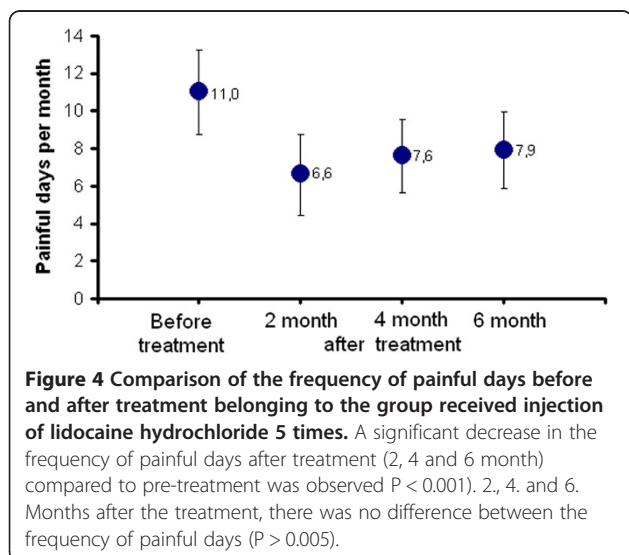 14
12
10
8
6
4
2
0
Painful days per month
11,0
6,6
7,6
7,9
Before 2 month 4 month 6 month
treatment after treatment
Figure 4 Comparison of the frequency of painful days before
and after treatment belonging to the group received injection
of lidocaine hydrochloride 5 times. A significant decrease in the
frequency of painful days after treatment (2, 4 and 6 month)
compared to pre-treatment was observed P < 0.001). 2., 4. and 6.
Months after the treatment, there was no difference between the
frequency of painful days (P > 0.005).